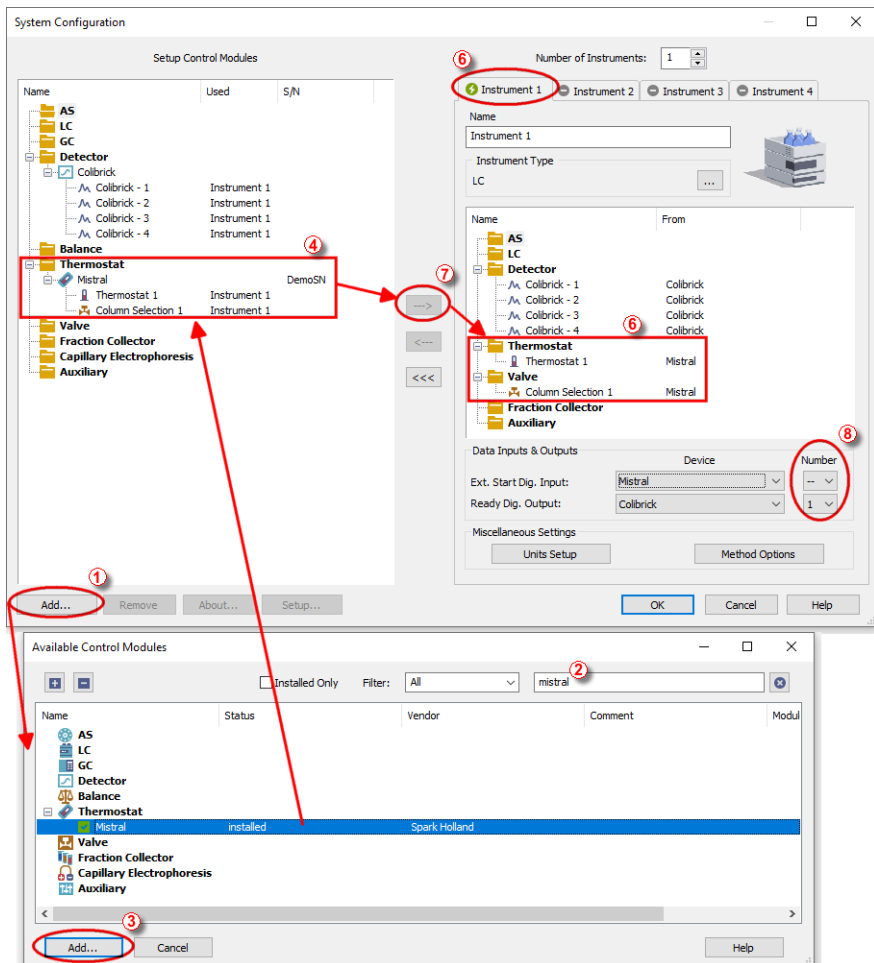 System Configuration
Setup Control Modules
Name Used S/N
AS
LC
GC
Detector
Colibrick
Colibrick - 1 Instrument 1
Colibrick - 2 Instrument 1
Colibrick - 3 Instrument 1
Colibrick - 4 Instrument 1
Balance
④
Thermostat
Mistral DemoSN
Thermostat 1 Instrument 1
Column Selection 1 Instrument 1
Valve
Fraction Collector
Capillary Electrophoresis
Auxiliary
⑦
--->
<---
<<<
①
Add... Remove About... Setup...
⑥ Number of Instruments: 1
Instrument 1 Instrument 2 Instrument 3 Instrument 4
Name
Instrument 1
Instrument Type
LC ...
Name From
AS
LC
Detector
Colibrick - 1 Colibrick
Colibrick - 2 Colibrick
Colibrick - 3 Colibrick
Colibrick - 4 Colibrick
⑥
Thermostat
Thermostat 1 Mistral
Valve
Column Selection 1 Mistral
Fraction Collector
Auxiliary
⑧
Data Inputs & Outputs
Device Number
Ext. Start Dig. Input: Mistral --
Ready Dig. Output: Colibrick 1
Miscellaneous Settings
Units Setup Method Options
OK Cancel Help
Available Control Modules
②
Installed Only Filter: All mistral
Name Status Vendor Comment Modul
AS
LC
GC
Detector
Balance
Thermostat
Mistral installed Spark Holland
Valve
Fraction Collector
Capillary Electrophoresis
Auxiliary
③
Add... Cancel Help